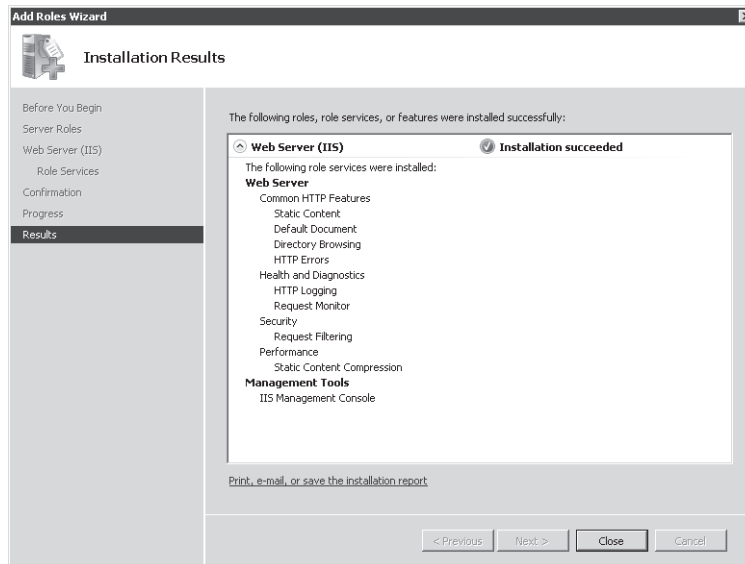 Add Roles Wizard
Installation Results
Before You Begin
Server Roles
Web Server (IIS)
Role Services
Confirmation
Progress
Results
The following roles, role services, or features were installed successfully:
Web Server (IIS) Installation succeeded
The following role services were installed:
Web Server
Common HTTP Features
Static Content
Default Document
Directory Browsing
HTTP Errors
Health and Diagnostics
HTTP Logging
Request Monitor
Security
Request Filtering
Performance
Static Content Compression
Management Tools
IIS Management Console
Print, e-mail, or save the installation report
< Previous Next > Close Cancel